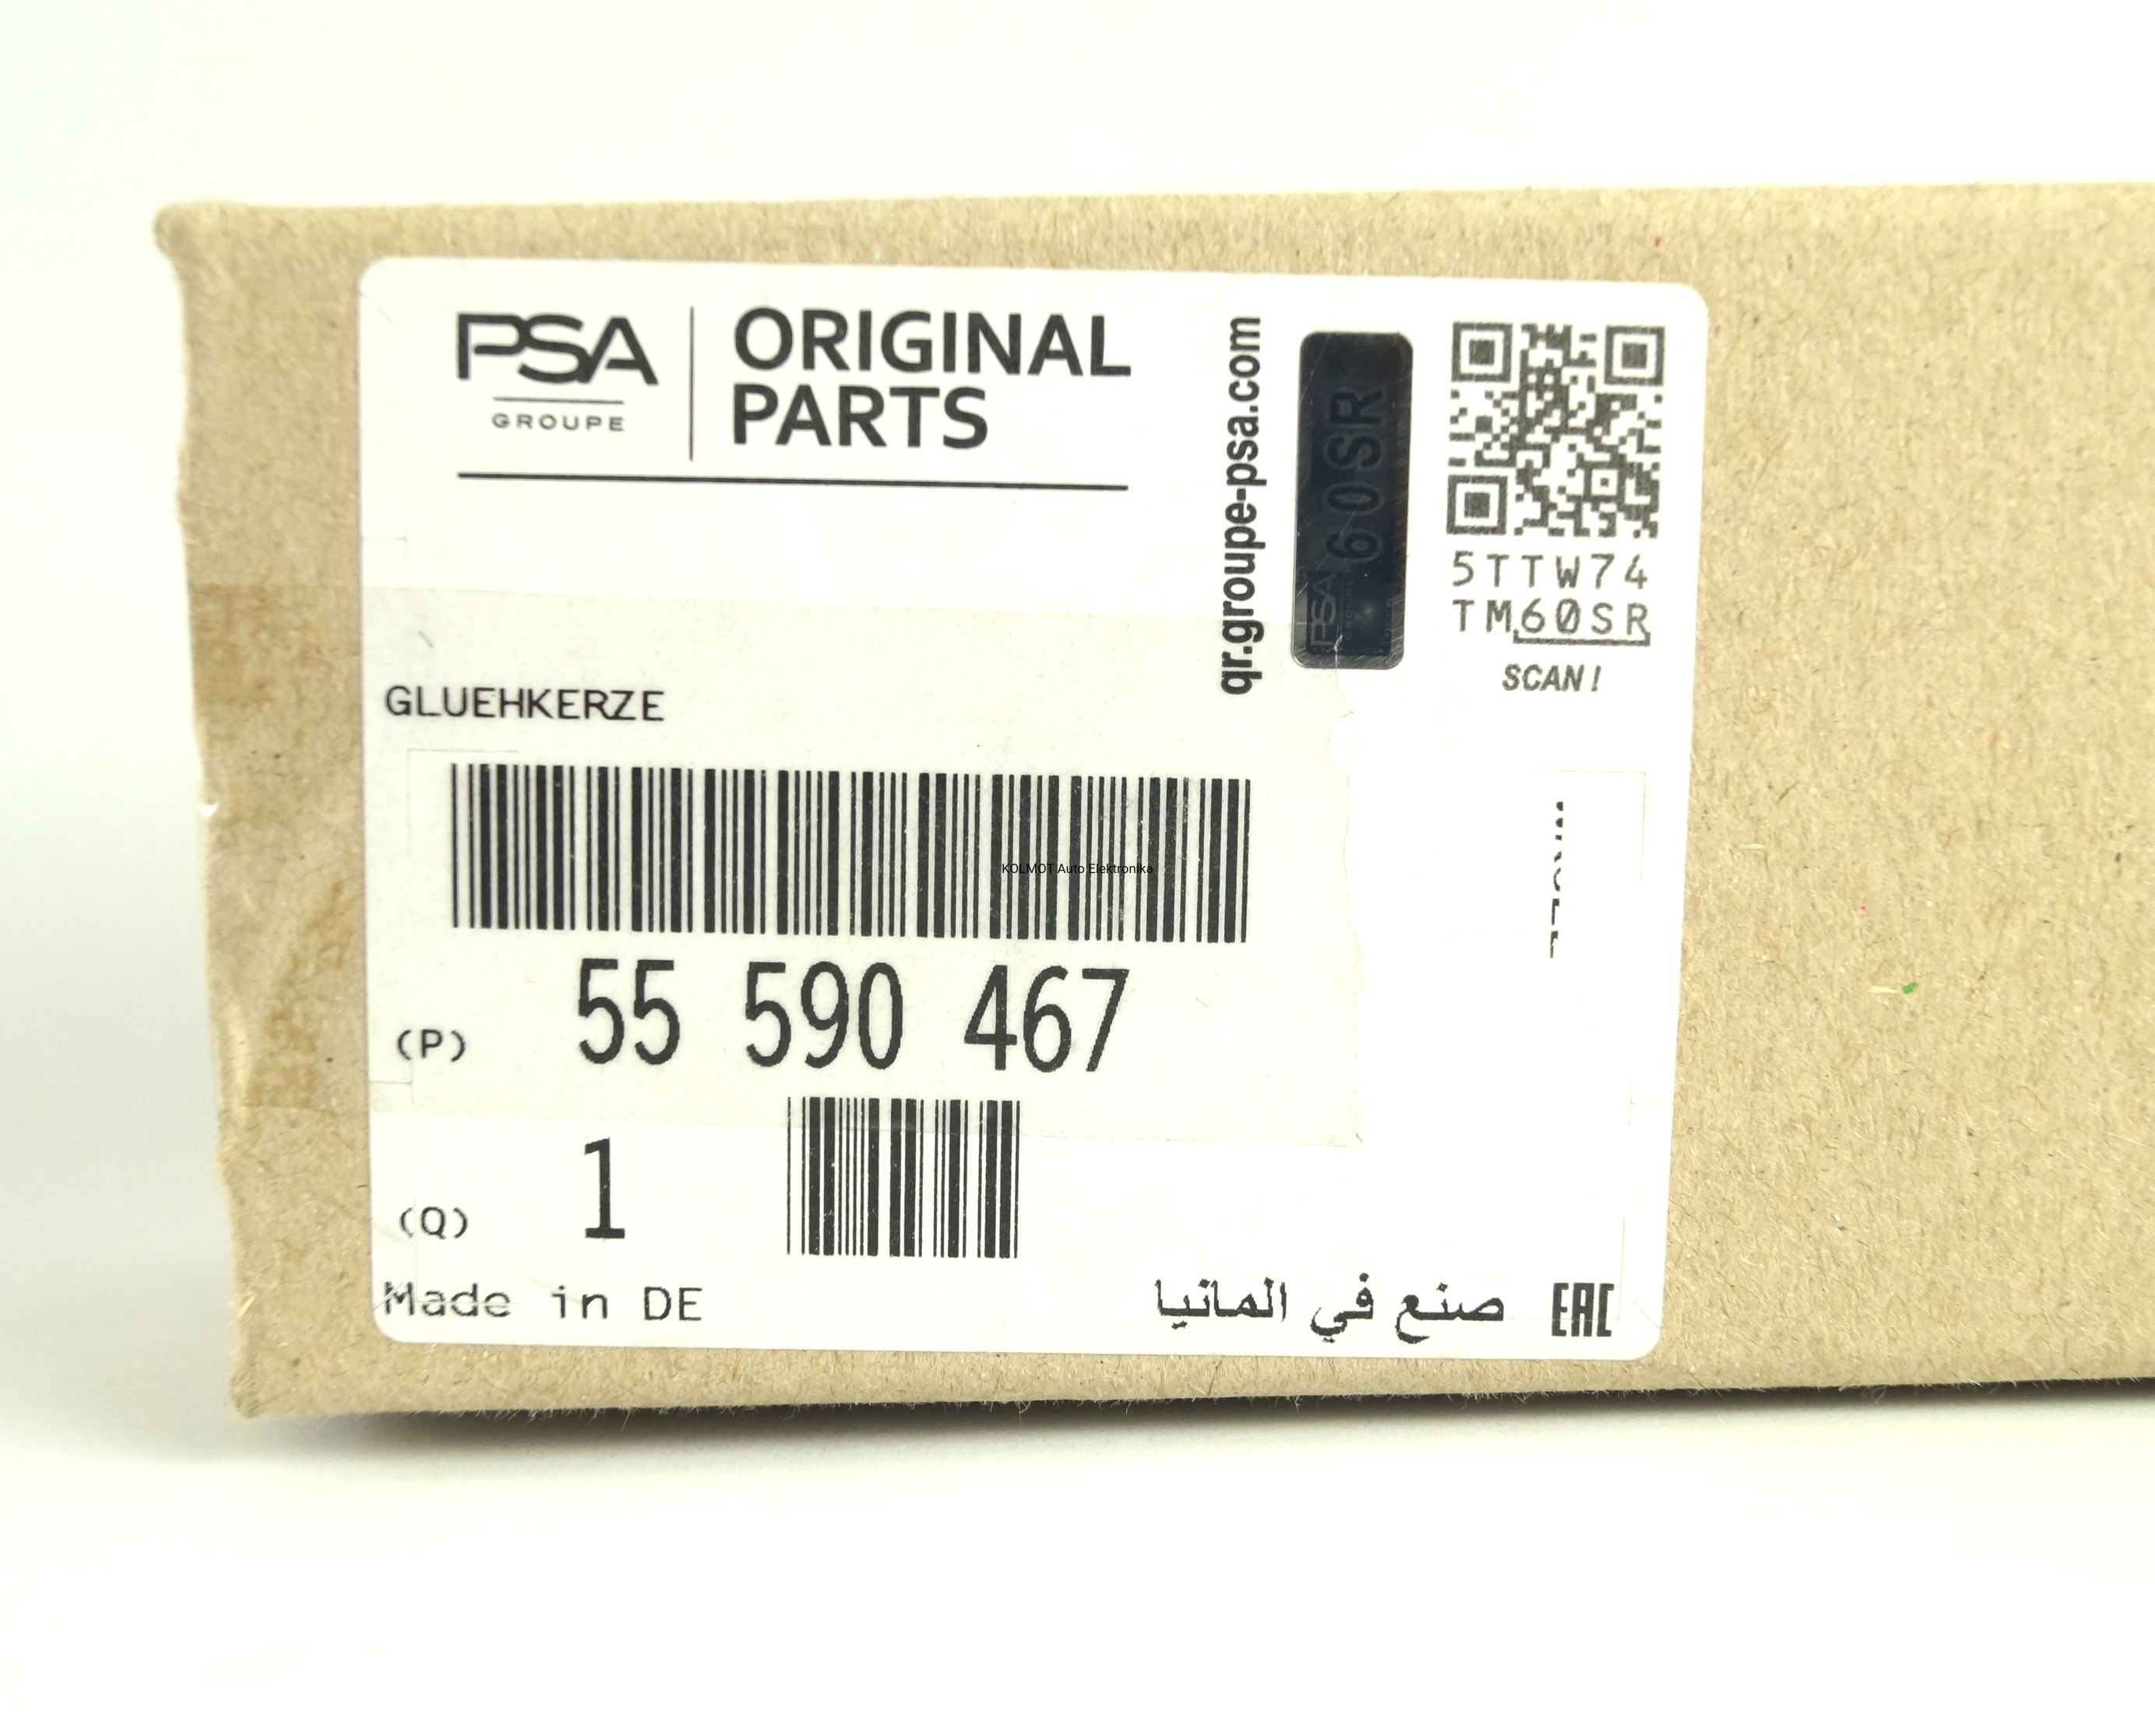 PSA
GROUPE
ORIGINAL
PARTS
qr.groupe-psa.com
60SR
PSA
5TTW74
TM60SR
SCAN!
GLUEHKERZE
KOLMOT Auto Elektronika
(P) 55 590 467
(Q) 1
Made in DE
صنع في المانيا
EAC